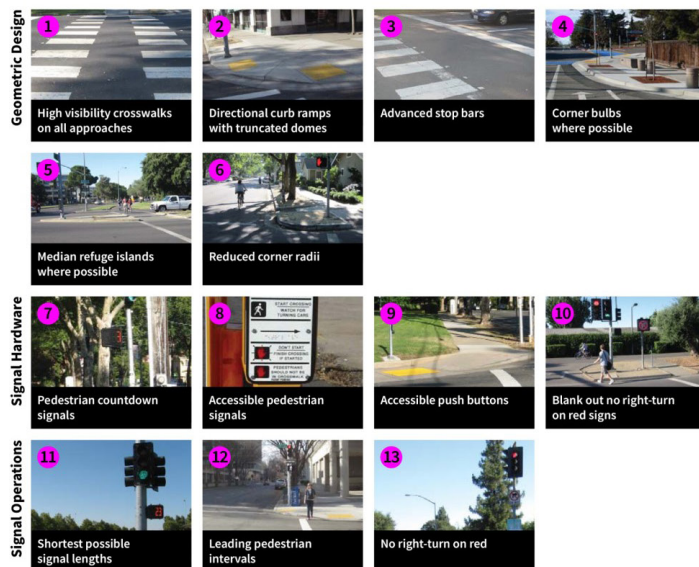 Geometric Design
1
High visibility crosswalks
on all approaches
2
Directional curb ramps
with truncated domes
3
Advanced stop bars
4
Corner bulbs
where possible
5
Median refuge islands
where possible
6
Reduced corner radii
Signal Hardware
7
Pedestrian countdown
signals
8
START CROSSING
WATCH FOR
TURNING CARS
DON'T START
FINISH CROSSING
IF STARTED
PEDESTRIANS
SHOULD NOT BE
IN CROSSWALK
Accessible pedestrian
signals
9
Accessible push buttons
10
Blank out no right-turn
on red signs
Signal Operations
11
Shortest possible
signal lengths
12
Leading pedestrian
intervals
13
No right-turn on red